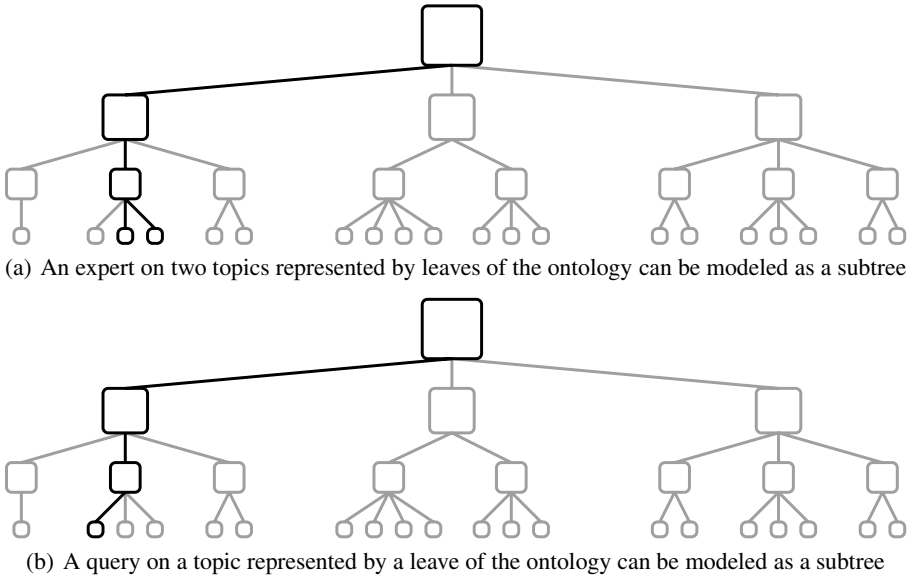 (a) An expert on two topics represented by leaves of the ontology can be modeled as a subtree
(b) A query on a topic represented by a leave of the ontology can be modeled as a subtree